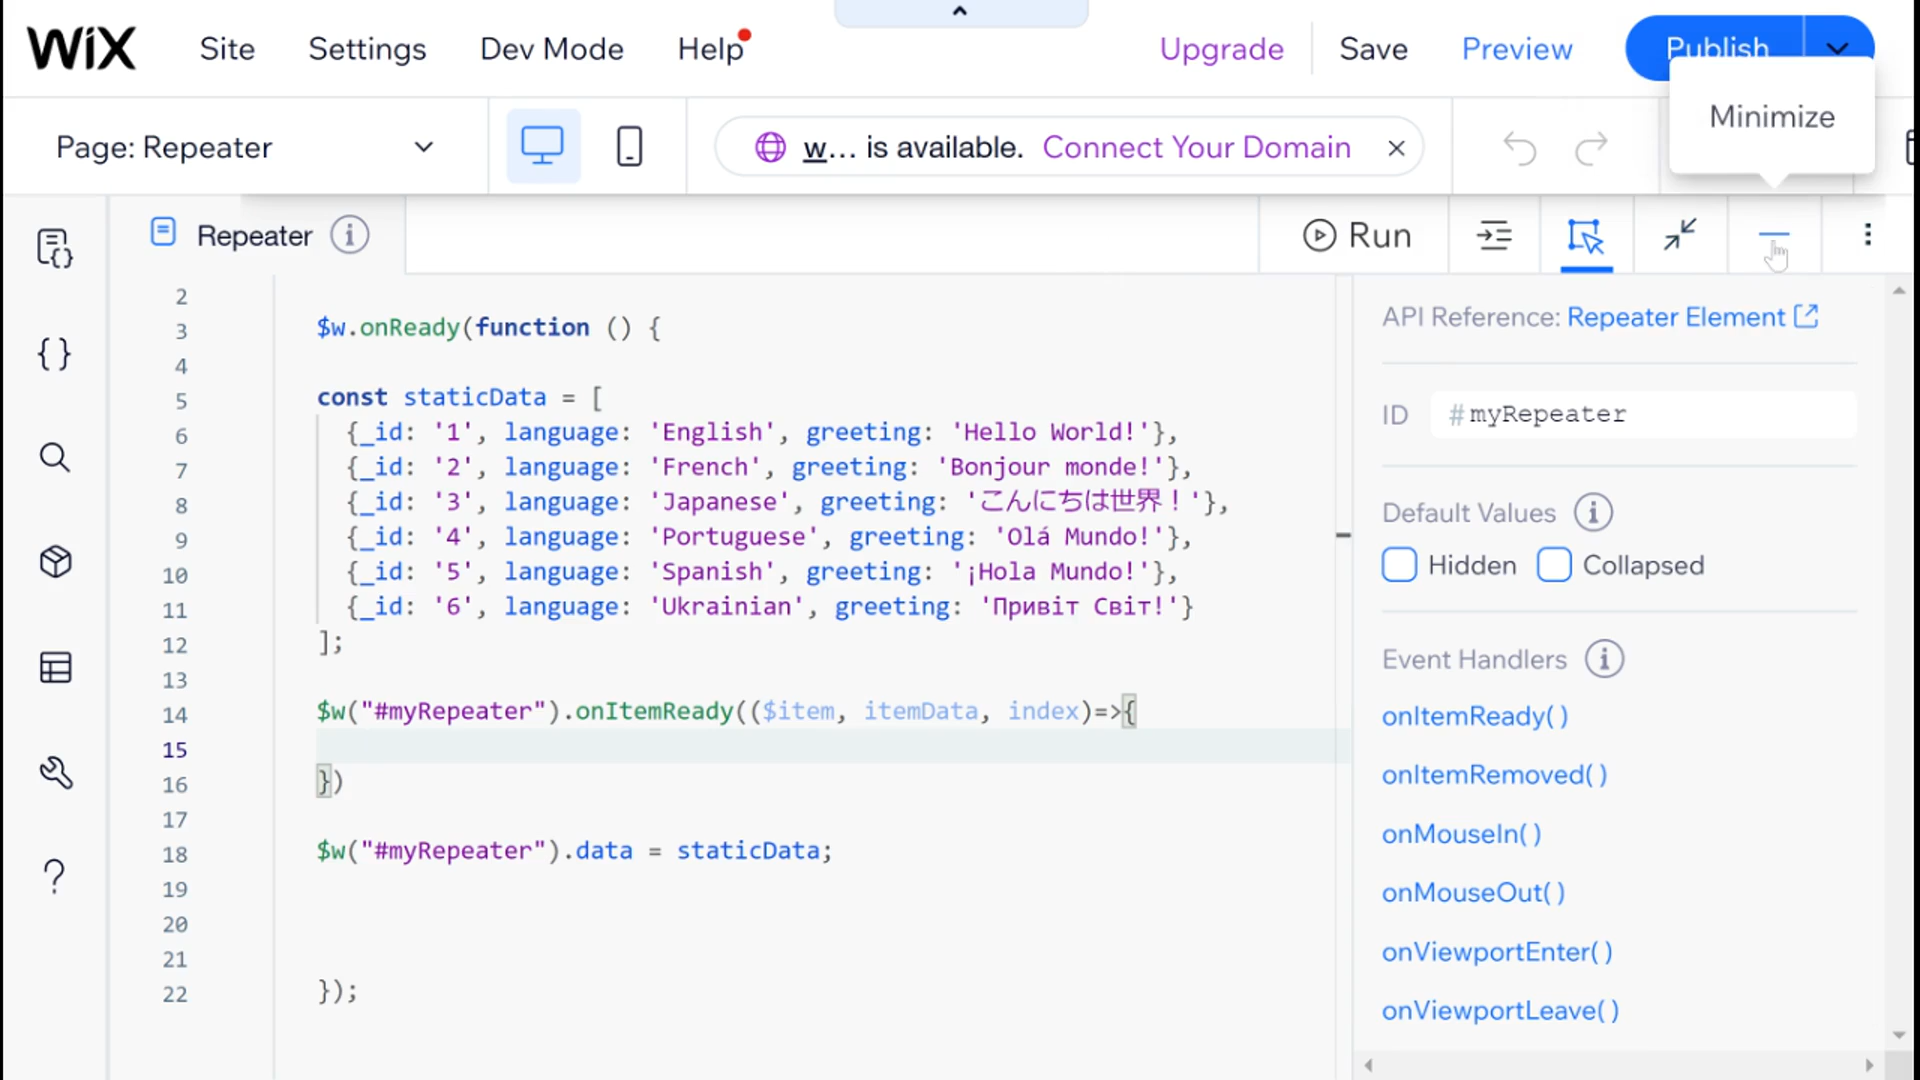 WiX Site Settings Dev Mode Help Upgrade Save Preview Publish
Minimize
Page: Repeater w... is available. Connect Your Domain
Repeater Run
2
3 $w.onReady(function () {
4
5 const staticData = [
6 {_id: '1', language: 'English', greeting: 'Hello World!'},
7 {_id: '2', language: 'French', greeting: 'Bonjour monde!'},
8 {_id: '3', language: 'Japanese', greeting: 'こんにちは世界！'},
9 {_id: '4', language: 'Portuguese', greeting: 'Olá Mundo!'},
10 {_id: '5', language: 'Spanish', greeting: '¡Hola Mundo!'},
11 {_id: '6', language: 'Ukrainian', greeting: 'Привіт Світ!'}
12 ];
13
14 $w("#myRepeater").onItemReady(($item, itemData, index)=>{
15
16 })
17
18 $w("#myRepeater").data = staticData;
19
20
21
22 });
API Reference: Repeater Element
ID #myRepeater
Default Values
Hidden Collapsed
Event Handlers
onItemReady()
onItemRemoved()
onMouseIn()
onMouseOut()
onViewportEnter()
onViewportLeave()